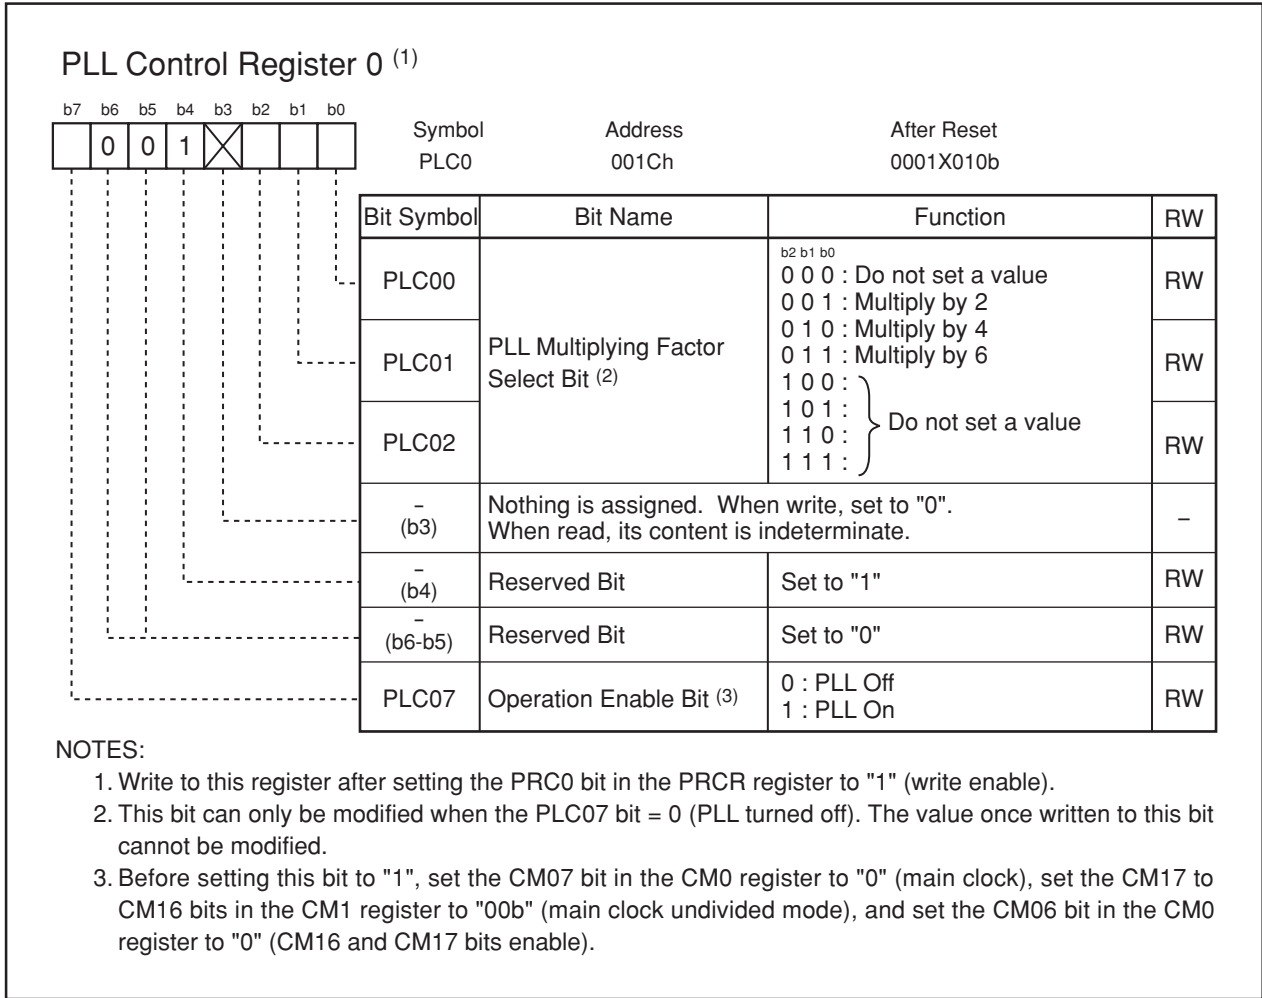 PLL Control Register 0 (1)
b7 b6 b5 b4 b3 b2 b1 b0
0 0 1 X
Symbol Address After Reset
PLC0 001Ch 0001X010b
Bit Symbol Bit Name Function RW
PLC00 RW
PLC01 RW
PLC02 RW
PLL Multiplying Factor
Select Bit (2)
b2 b1 b0
0 0 0 : Do not set a value
0 0 1 : Multiply by 2
0 1 0 : Multiply by 4
0 1 1 : Multiply by 6
1 0 0 :
1 0 1 :
1 1 0 :
1 1 1 :
Do not set a value
–
(b3)
Nothing is assigned. When write, set to "0".
When read, its content is indeterminate.
–
–
(b4)
Reserved Bit Set to "1" RW
–
(b6-b5)
Reserved Bit Set to "0" RW
PLC07 Operation Enable Bit (3)
0 : PLL Off
1 : PLL On
RW
NOTES:
1. Write to this register after setting the PRC0 bit in the PRCR register to "1" (write enable).
2. This bit can only be modified when the PLC07 bit = 0 (PLL turned off). The value once written to this bit
cannot be modified.
3. Before setting this bit to "1", set the CM07 bit in the CM0 register to "0" (main clock), set the CM17 to
CM16 bits in the CM1 register to "00b" (main clock undivided mode), and set the CM06 bit in the CM0
register to "0" (CM16 and CM17 bits enable).